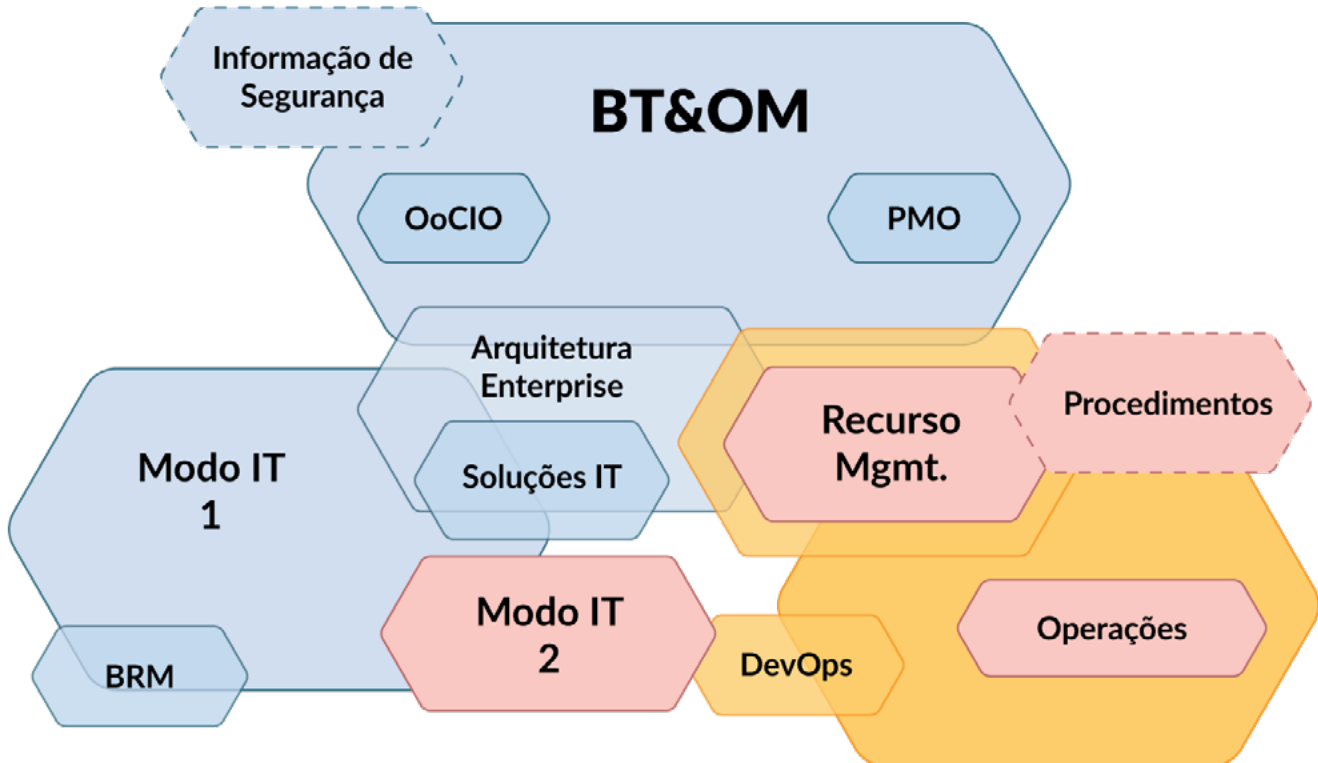 Informação de
Segurança
BT&OM
OoCIO
PMO
Arquitetura
Enterprise
Recurso
Mgmt.
Procedimentos
Modo IT
1
Soluções IT
Modo IT
2
Operações
BRM
DevOps